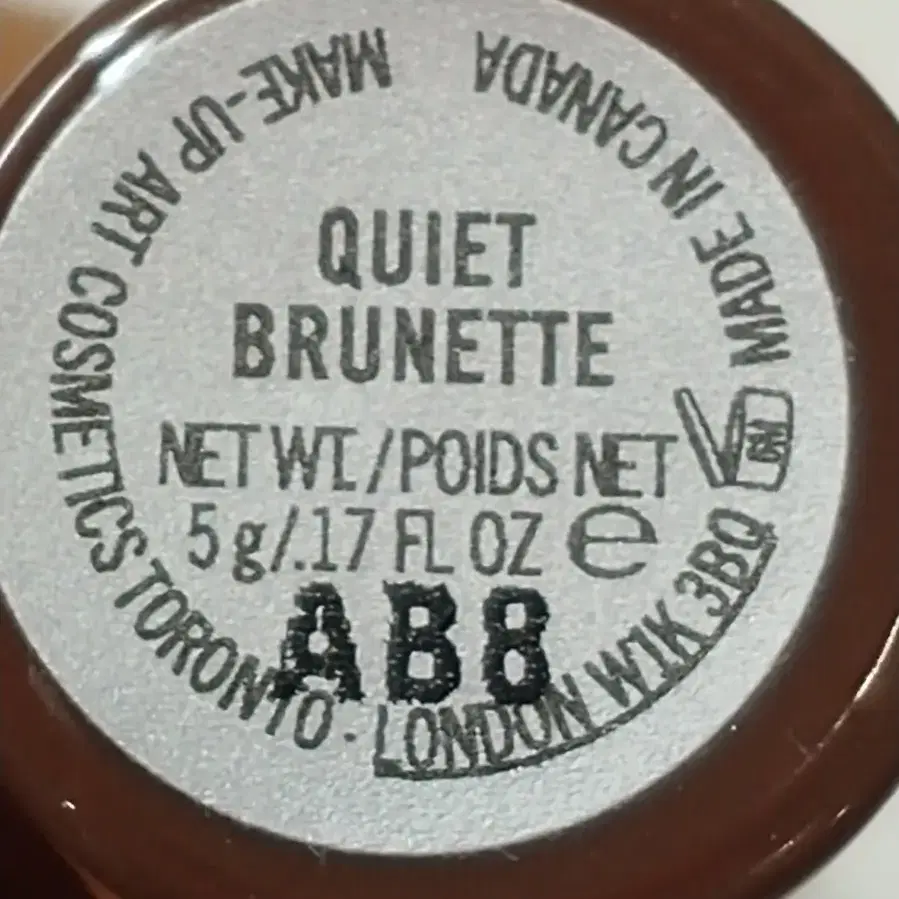 MAKE-UP ART COSMETICS TORONTO · LONDON W1K 3BQ
MADE IN CANADA
QUIET
BRUNETTE
NET WT./POIDS NET
5 g/.17 FL OZ e
AB8